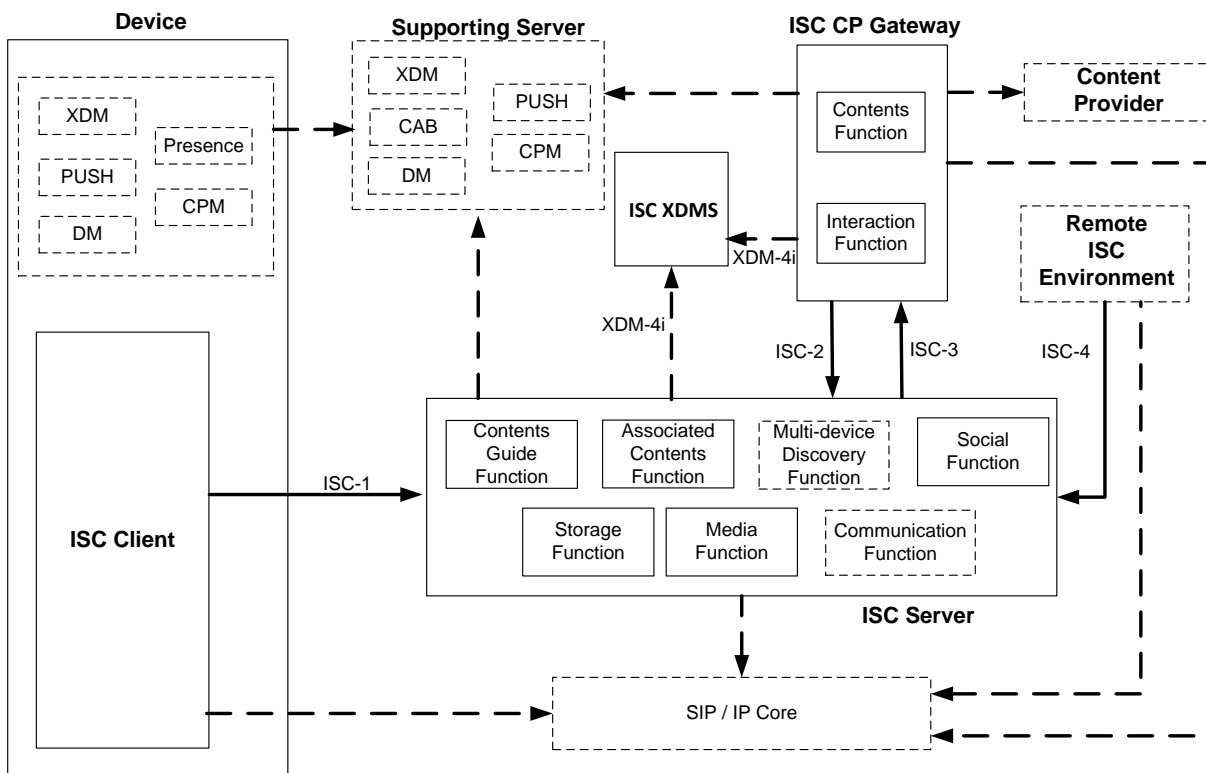 Device
XDM
PUSH
DM
Presence
CPM
ISC Client
Supporting Server
XDM
CAB
DM
PUSH
CPM
ISC XDMS
ISC CP Gateway
Contents
Function
Interaction
Function
Content
Provider
Remote
ISC
Environment
XDM-4i
XDM-4i
ISC-2
ISC-3
ISC-4
ISC-1
Contents
Guide
Function
Associated
Contents
Function
Multi-device
Discovery
Function
Social
Function
Storage
Function
Media
Function
Communication
Function
ISC Server
SIP / IP Core